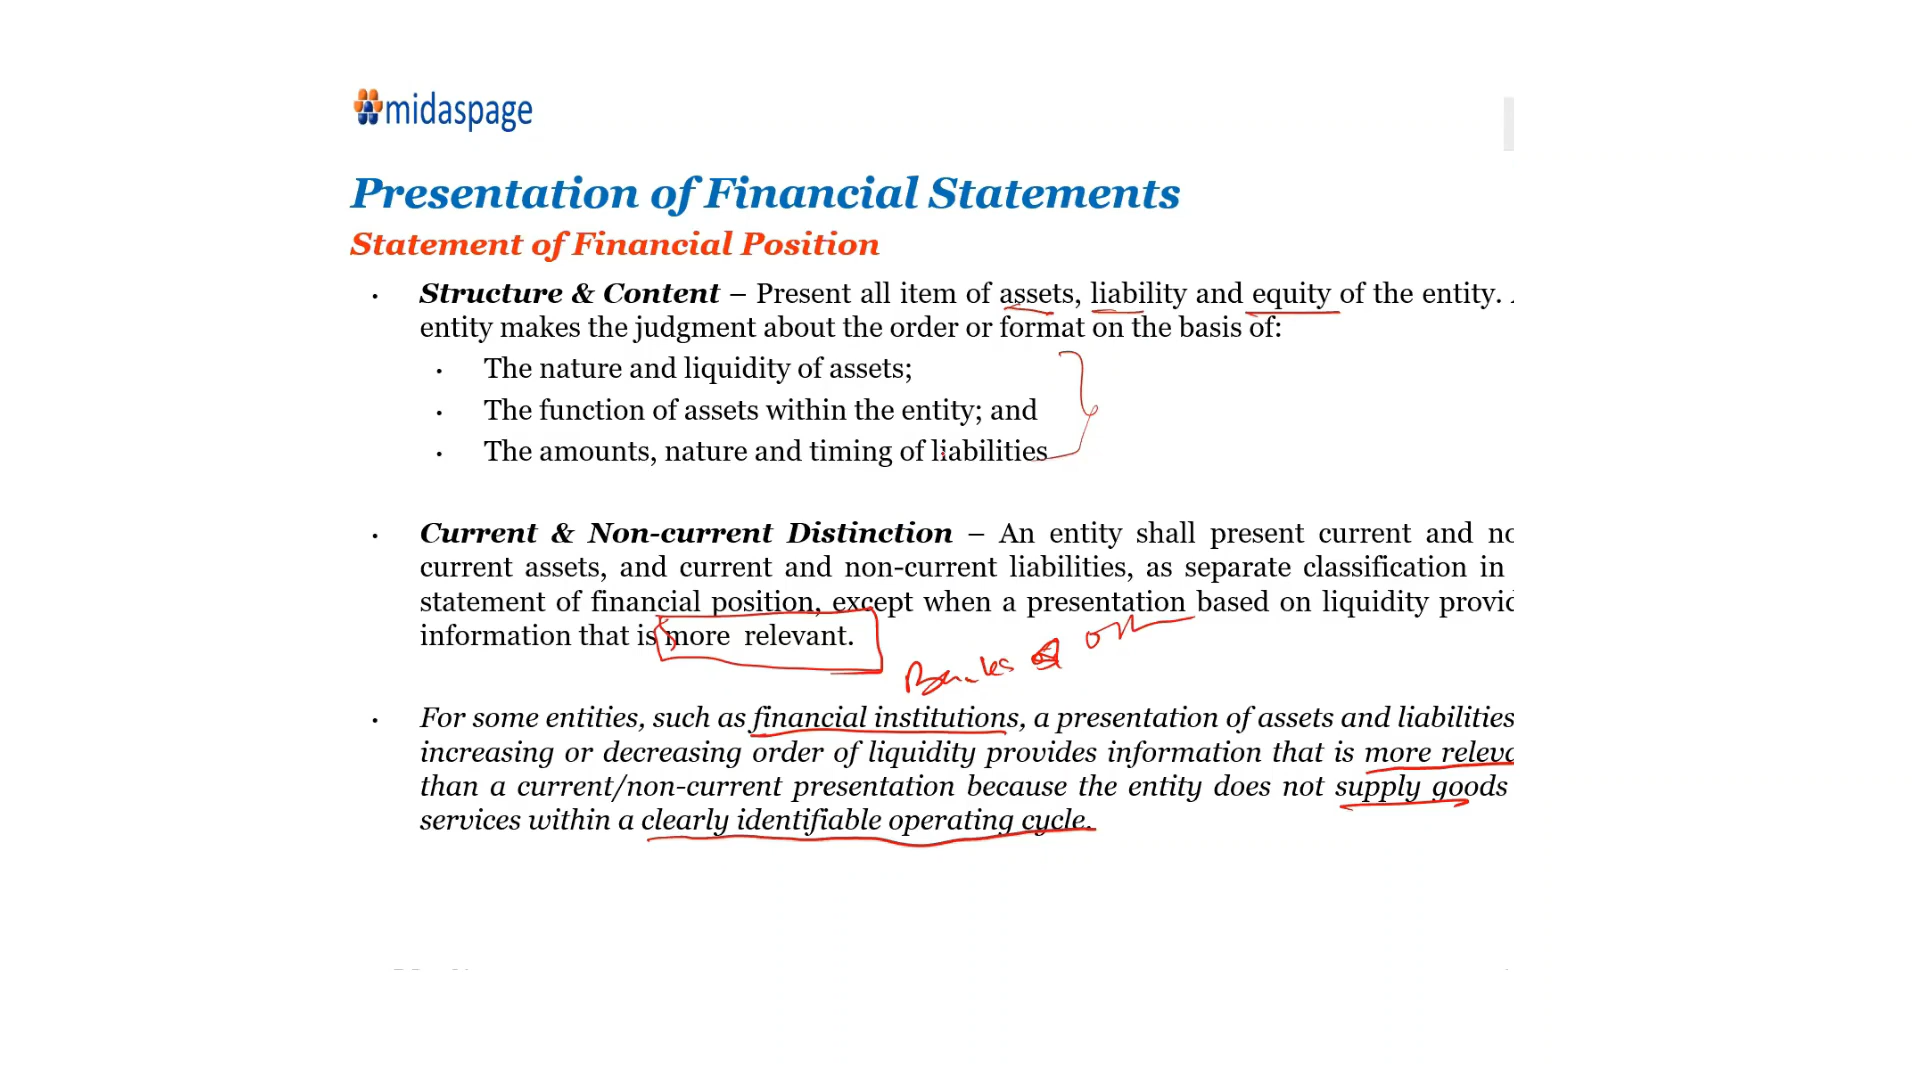 midaspage
Presentation of Financial Statements
Statement of Financial Position
• Structure & Content – Present all item of assets, liability and equity of the entity.
entity makes the judgment about the order or format on the basis of:
• The nature and liquidity of assets;
• The function of assets within the entity; and
• The amounts, nature and timing of liabilities
• Current & Non-current Distinction – An entity shall present current and no
current assets, and current and non-current liabilities, as separate classification in
statement of financial position, except when a presentation based on liquidity provid
information that is more relevant.
Banks
• For some entities, such as financial institutions, a presentation of assets and liabilities
increasing or decreasing order of liquidity provides information that is more releva
than a current/non-current presentation because the entity does not supply goods
services within a clearly identifiable operating cycle.